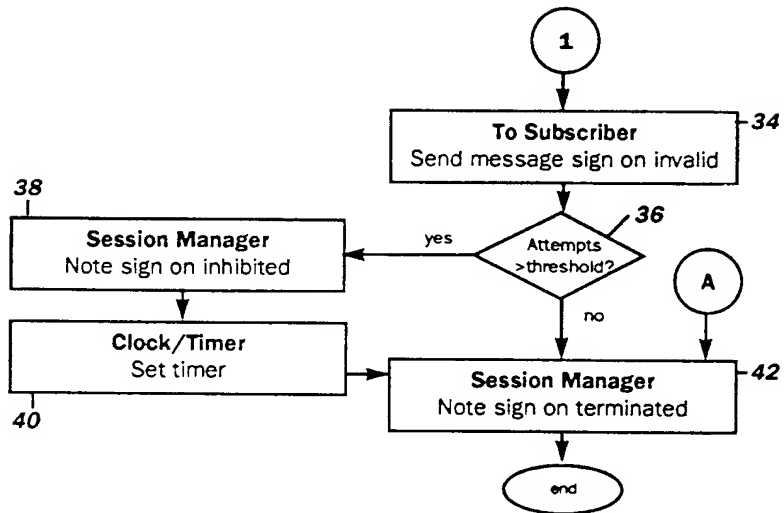 1
To Subscriber
Send message sign on invalid
34
38
36
Session Manager
Note sign on inhibited
yes
Attempts
>threshold?
A
no
Clock/Timer
Set timer
40
Session Manager
Note sign on terminated
42
end